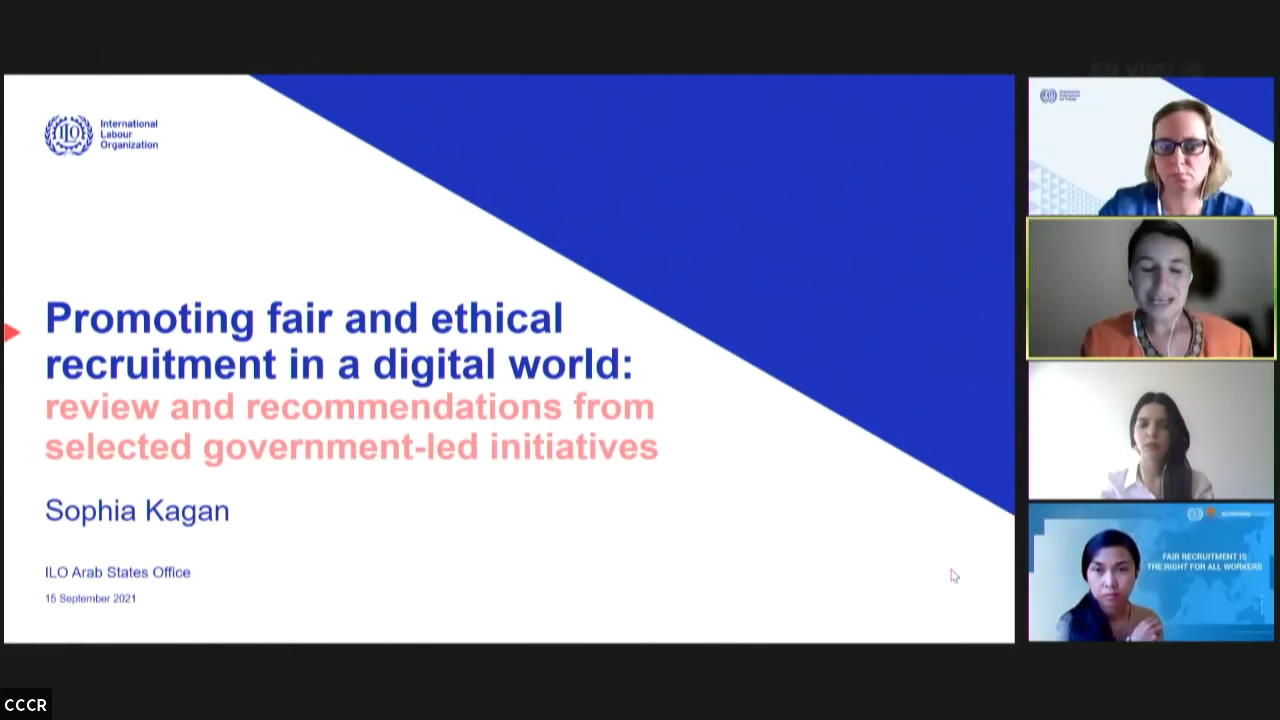 International
Labour
Organization
Promoting fair and ethical
recruitment in a digital world:
review and recommendations from
selected government-led initiatives
Sophia Kagan
ILO Arab States Office
15 September 2021
FAIR RECRUITMENT IS
THE RIGHT FOR ALL WORKERS
CCCR